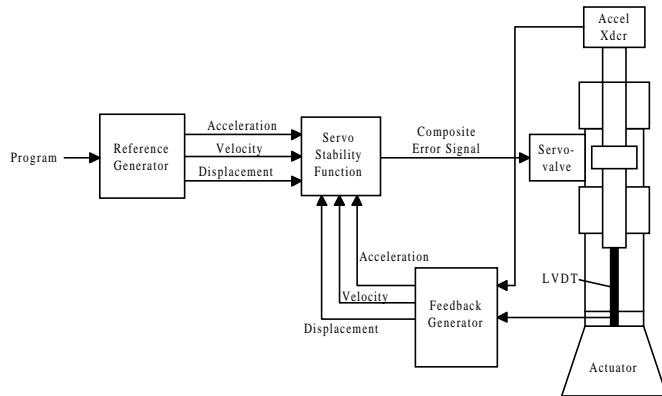 Accel
Xdcr
Acceleration
Reference
Generator
Velocity
Displacement
Program
Servo
Stability
Function
Composite
Error Signal
Servo-
valve
Acceleration
Velocity
Displacement
Feedback
Generator
LVDT
Actuator